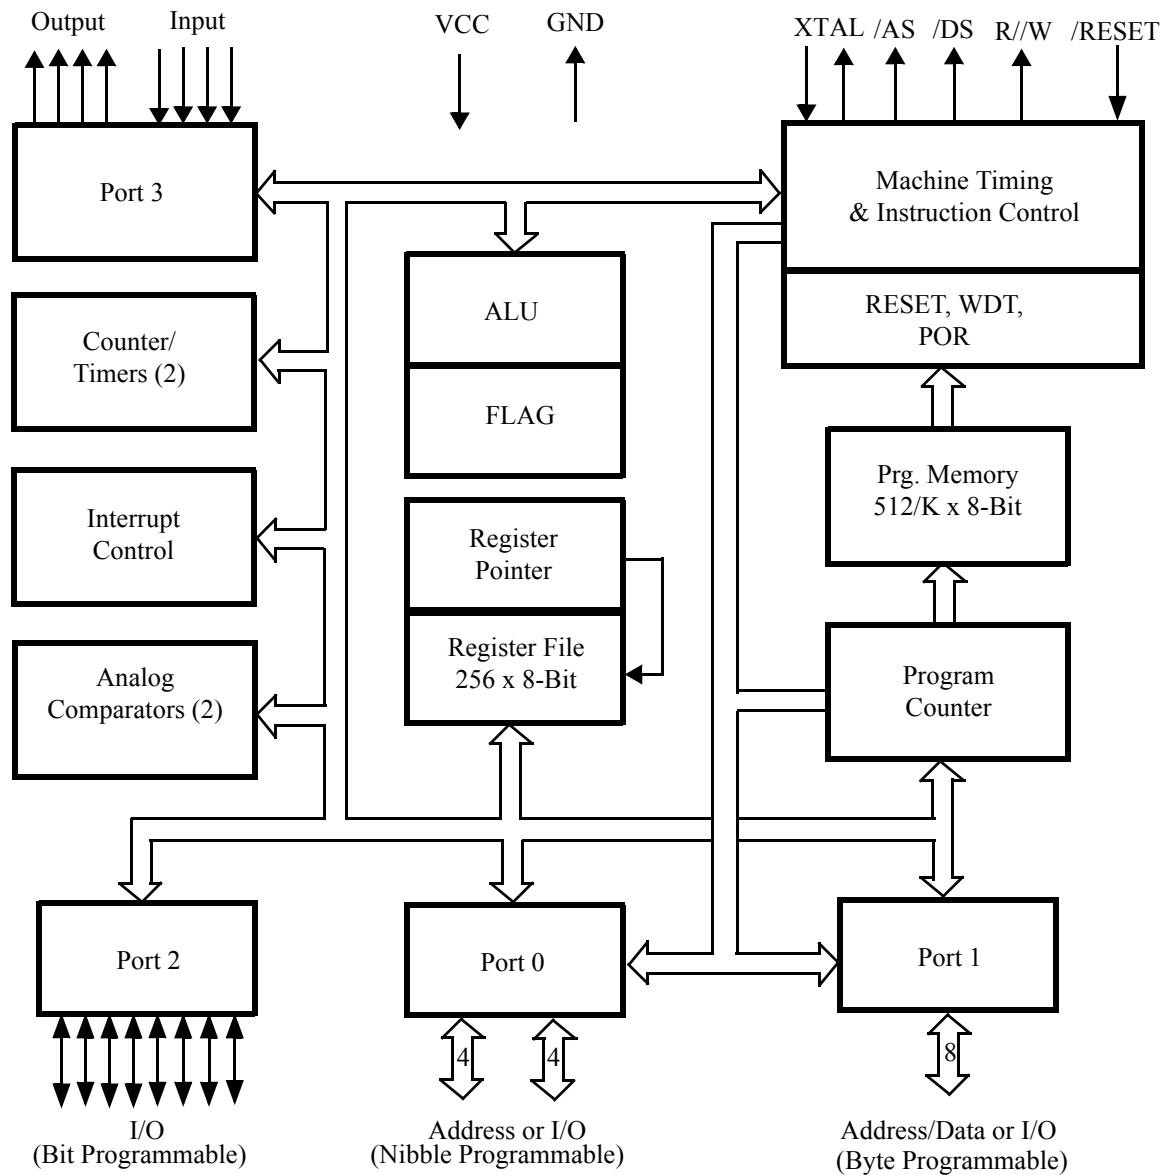 Output
Input
VCC
GND
XTAL
/AS
/DS
R//W
/RESET
Port 3
Machine Timing
& Instruction Control
RESET, WDT,
POR
ALU
FLAG
Counter/
Timers (2)
Prg. Memory
512/K x 8-Bit
Interrupt
Control
Register
Pointer
Register File
256 x 8-Bit
Analog
Comparators (2)
Program
Counter
Port 2
Port 0
Port 1
4
4
8
I/O
(Bit Programmable)
Address or I/O
(Nibble Programmable)
Address/Data or I/O
(Byte Programmable)